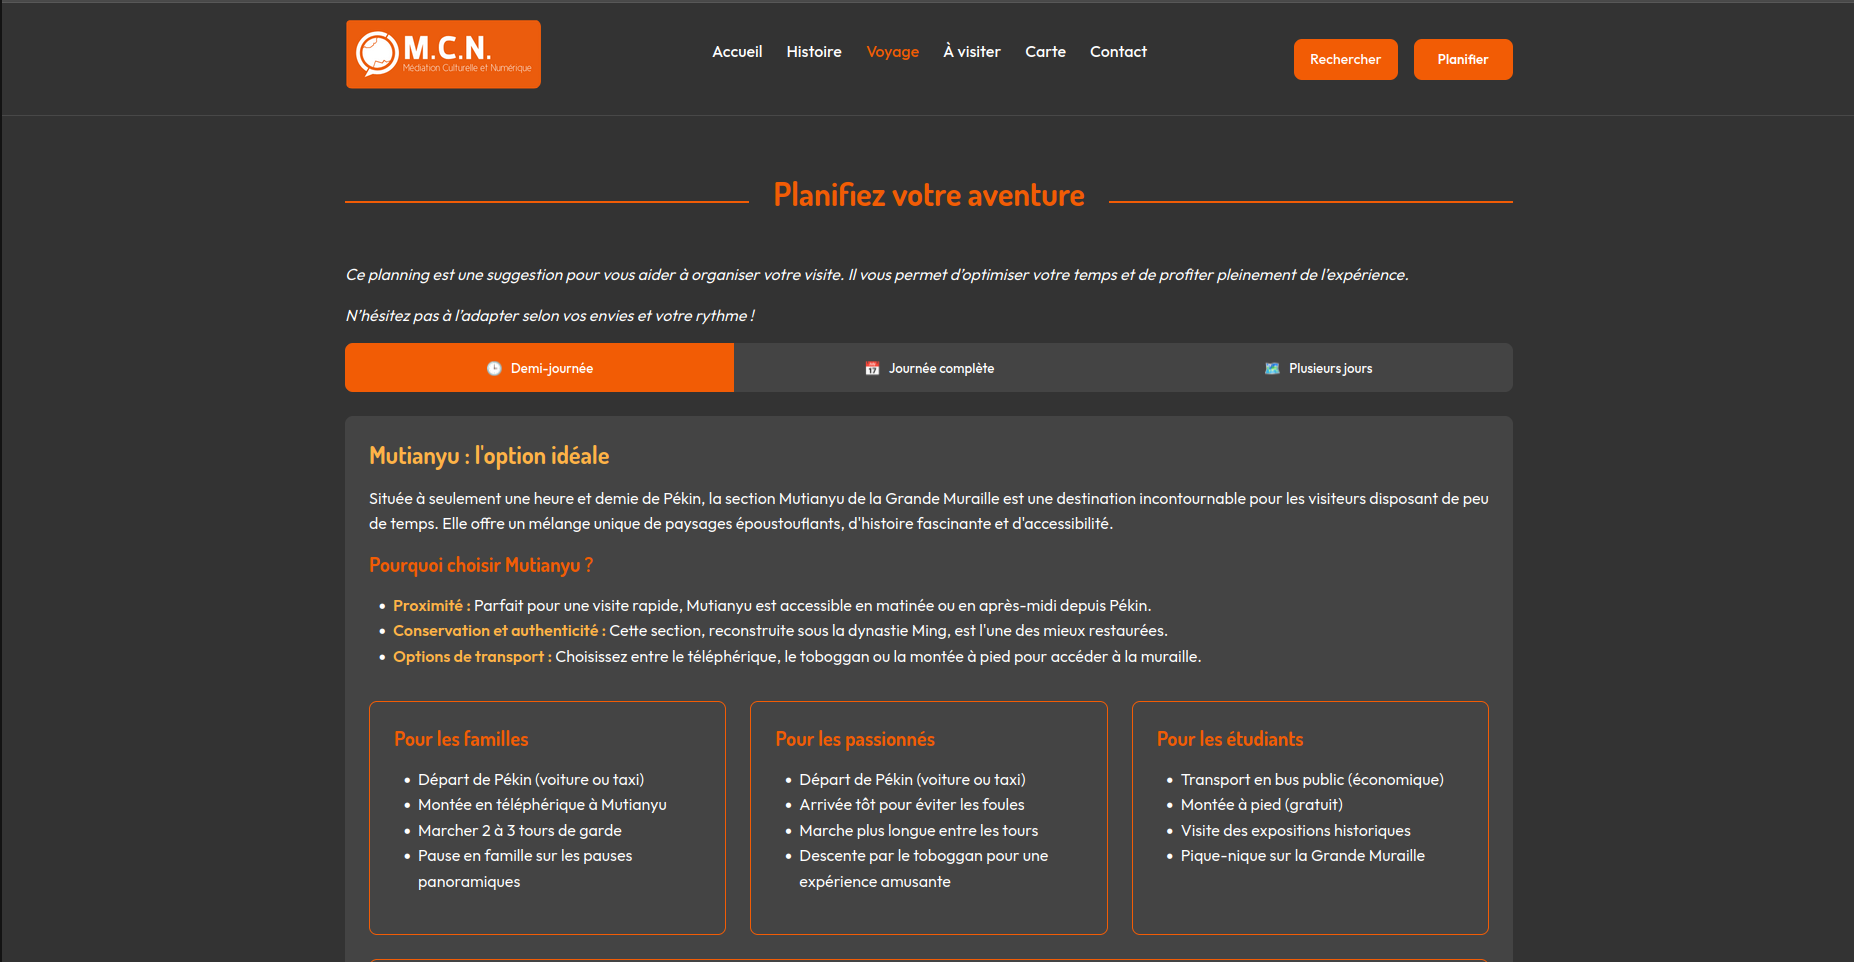 M.C.N.
Médiation Culturelle et Numérique
Accueil
Histoire
Voyage
À visiter
Carte
Contact
Rechercher
Planifier
Planifiez votre aventure
Ce planning est une suggestion pour vous aider à organiser votre visite. Il vous permet d’optimiser votre temps et de profiter pleinement de l’expérience.
N’hésitez pas à l’adapter selon vos envies et votre rythme !
Demi-journée
17
Journée complète
Plusieurs jours
Mutianyu : l'option idéale
Située à seulement une heure et demie de Pékin, la section Mutianyu de la Grande Muraille est une destination incontournable pour les visiteurs disposant de peu
de temps. Elle offre un mélange unique de paysages époustouflants, d'histoire fascinante et d'accessibilité.
Pourquoi choisir Mutianyu ?
• Proximité : Parfait pour une visite rapide, Mutianyu est accessible en matinée ou en après-midi depuis Pékin.
• Conservation et authenticité : Cette section, reconstruite sous la dynastie Ming, est l'une des mieux restaurées.
• Options de transport : Choisissez entre le téléphérique, le toboggan ou la montée à pied pour accéder à la muraille.
Pour les familles
• Départ de Pékin (voiture ou taxi)
• Montée en téléphérique à Mutianyu
• Marcher 2 à 3 tours de garde
• Pause en famille sur les pauses
panoramiques
Pour les passionnés
• Départ de Pékin (voiture ou taxi)
• Arrivée tôt pour éviter les foules
• Marche plus longue entre les tours
• Descente par le toboggan pour une
expérience amusante
Pour les étudiants
• Transport en bus public (économique)
• Montée à pied (gratuit)
• Visite des expositions historiques
• Pique-nique sur la Grande Muraille